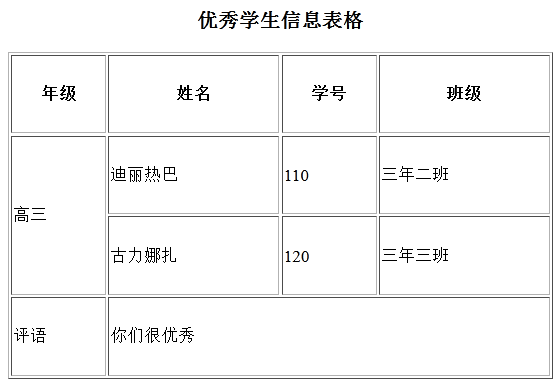 优秀学生信息表格
年级 姓名 学号 班级
高三 迪丽热巴 110 三年二班
古力娜扎 120 三年三班
评语 你们很优秀